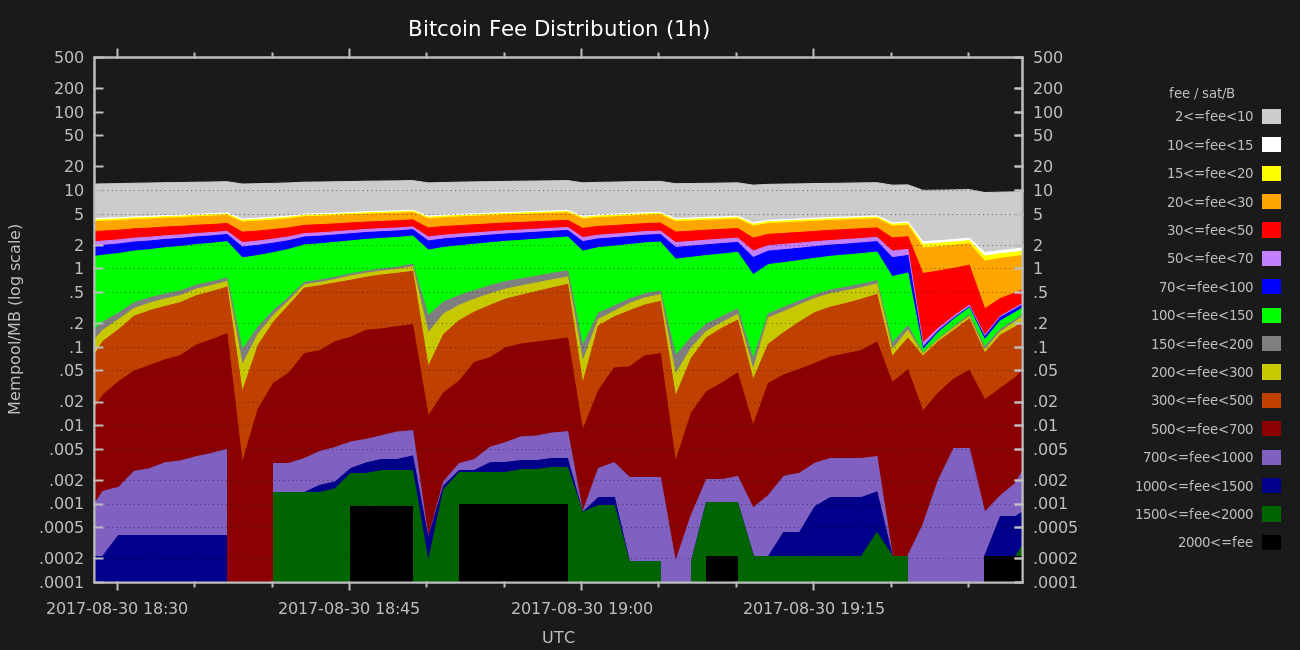 Bitcoin Fee Distribution (1h)
500 500
200 200
100 100
50 50
20 20
10 10
5 5
2 2
1 1
.5 .5
.2 .2
.1 .1
.05 .05
.02 .02
.01 .01
.005 .005
.002 .002
.001 .001
.0005 .0005
.0002 .0002
.0001 .0001
Mempool/MB (log scale)
2017-08-30 18:30 2017-08-30 18:45 2017-08-30 19:00 2017-08-30 19:15
UTC
fee / sat/B
2<=fee<10
10<=fee<15
15<=fee<20
20<=fee<30
30<=fee<50
50<=fee<70
70<=fee<100
100<=fee<150
150<=fee<200
200<=fee<300
300<=fee<500
500<=fee<700
700<=fee<1000
1000<=fee<1500
1500<=fee<2000
2000<=fee